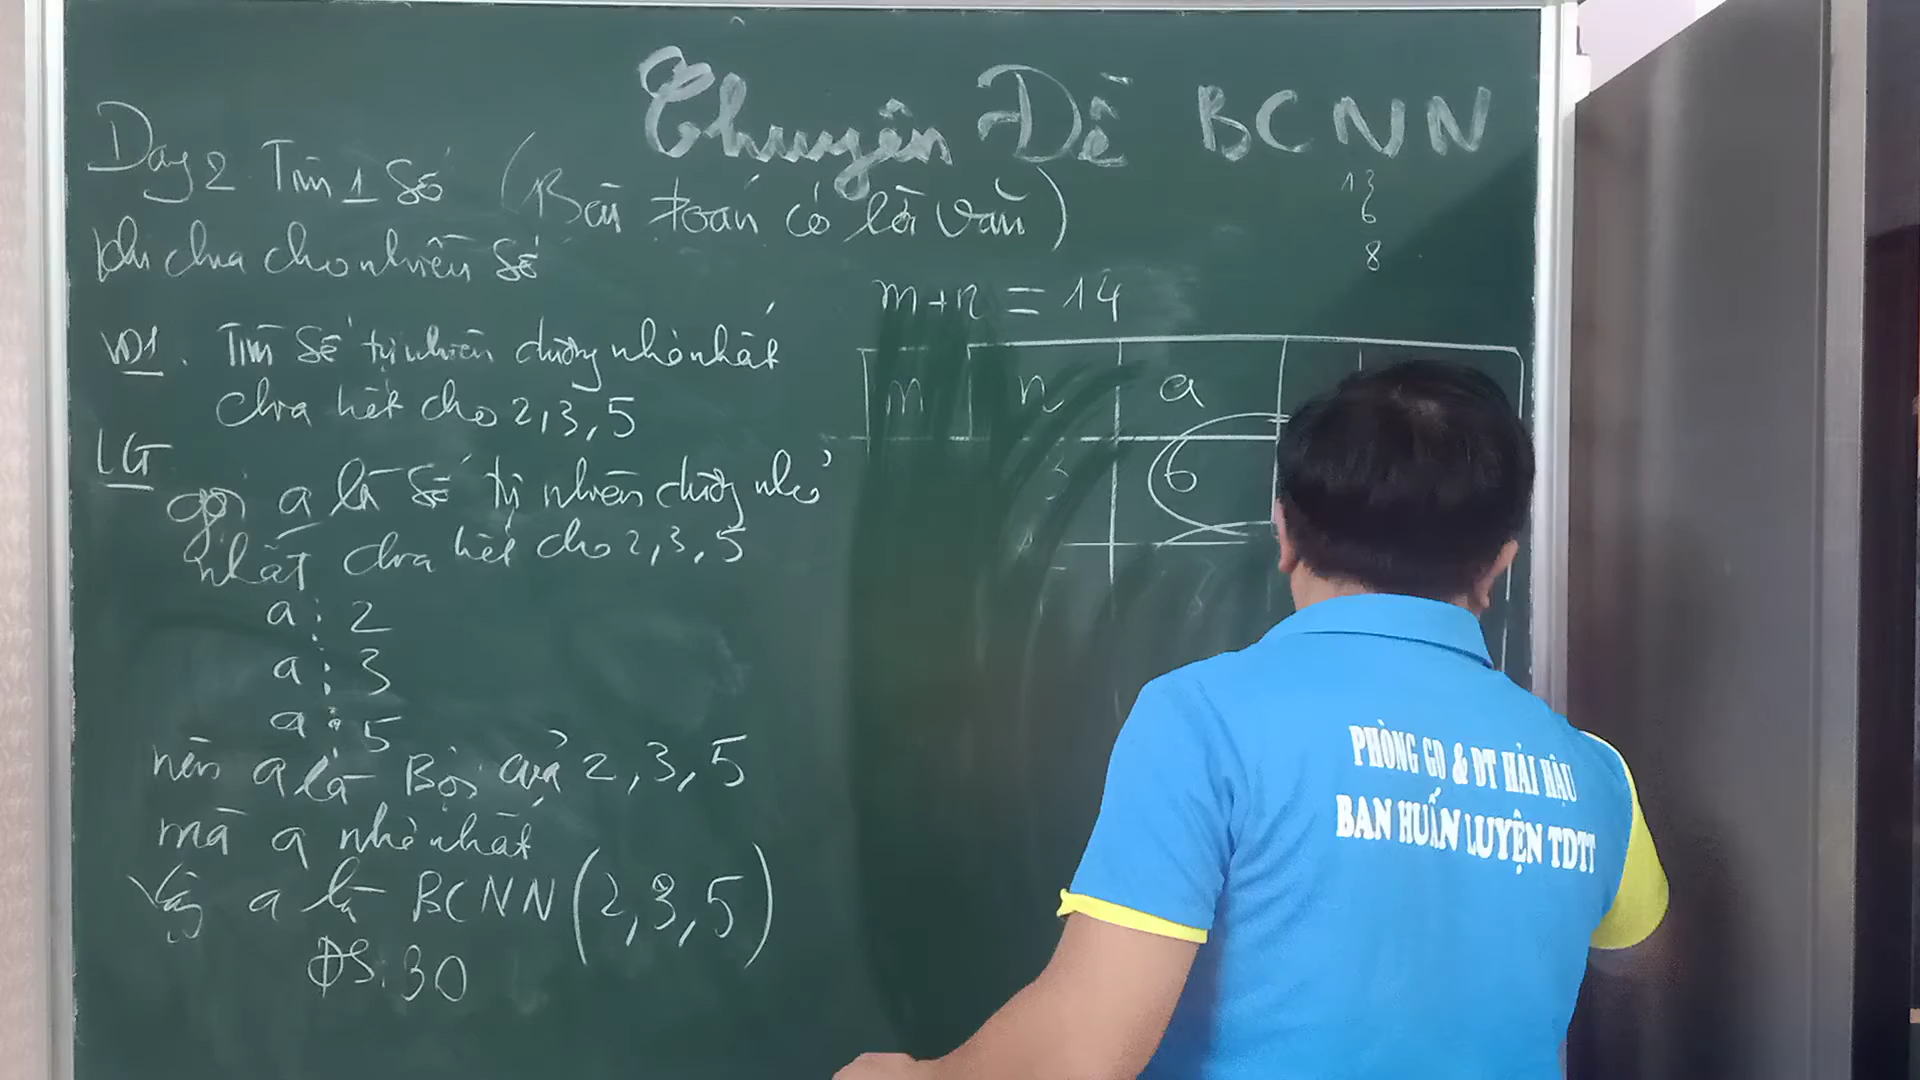 Chuyên Đề BCNN
Dạng 2 Tìm 1 Số (Bài toán có lời văn)
khi chia cho nhiều số
VD1. Tìm số tự nhiên dương nhỏ nhất
chia hết cho 2, 3, 5
LG
gọi a là số tự nhiên dương nhỏ
nhất chia hết cho 2, 3, 5
a ⋮ 2
a ⋮ 3
a ⋮ 5
nên a là Bội của 2, 3, 5
mà a nhỏ nhất
Vậy a là BCNN (2, 3, 5)
ĐS: 30
13
6
8
m+n = 14
m n a
6
PHÒNG GD & ĐT HẢI HẬU
BAN HUẤN LUYỆN TDTT